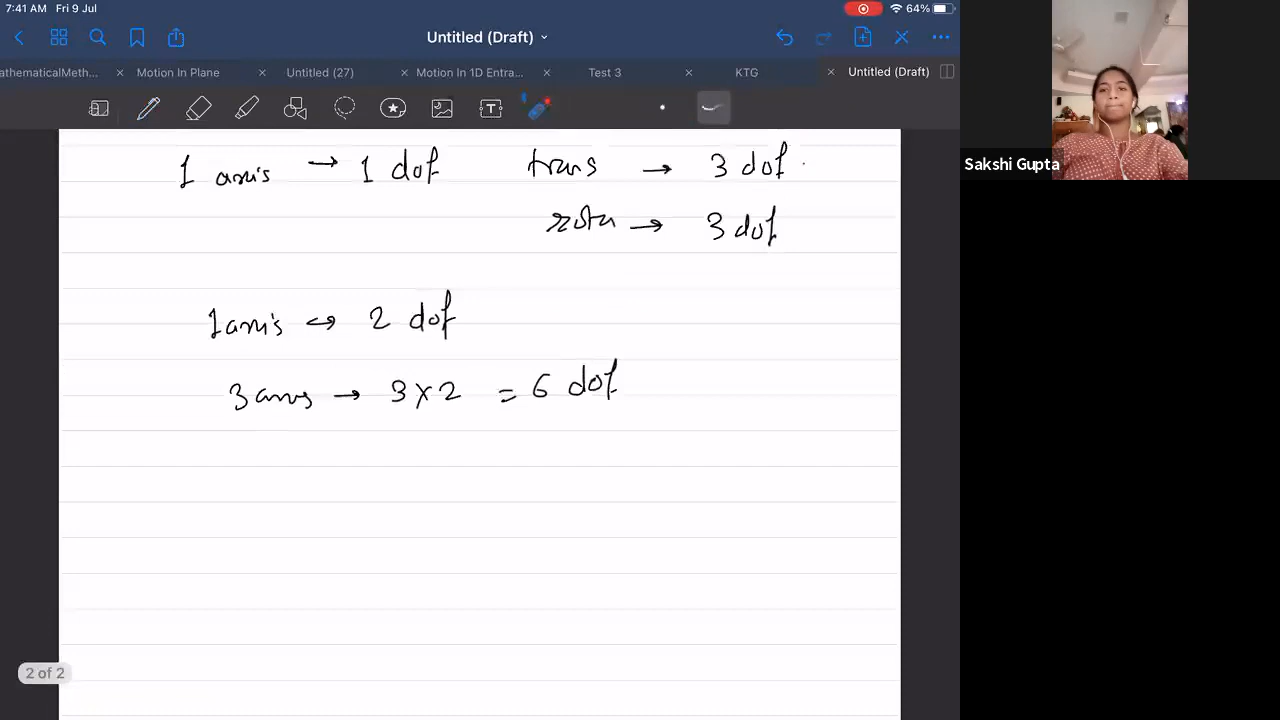 7:41 AM Fri 9 Jul
64%
Untitled (Draft)
athematicalMeth...
Motion In Plane
Untitled (27)
Motion In 1D Entra...
Test 3
KTG
Untitled (Draft)
1 axis → 1 dof trans → 3 dof
rota → 3 dof
1 axis ↔ 2 dof
3 axis → 3 × 2 = 6 dof
2 of 2
Sakshi Gupta